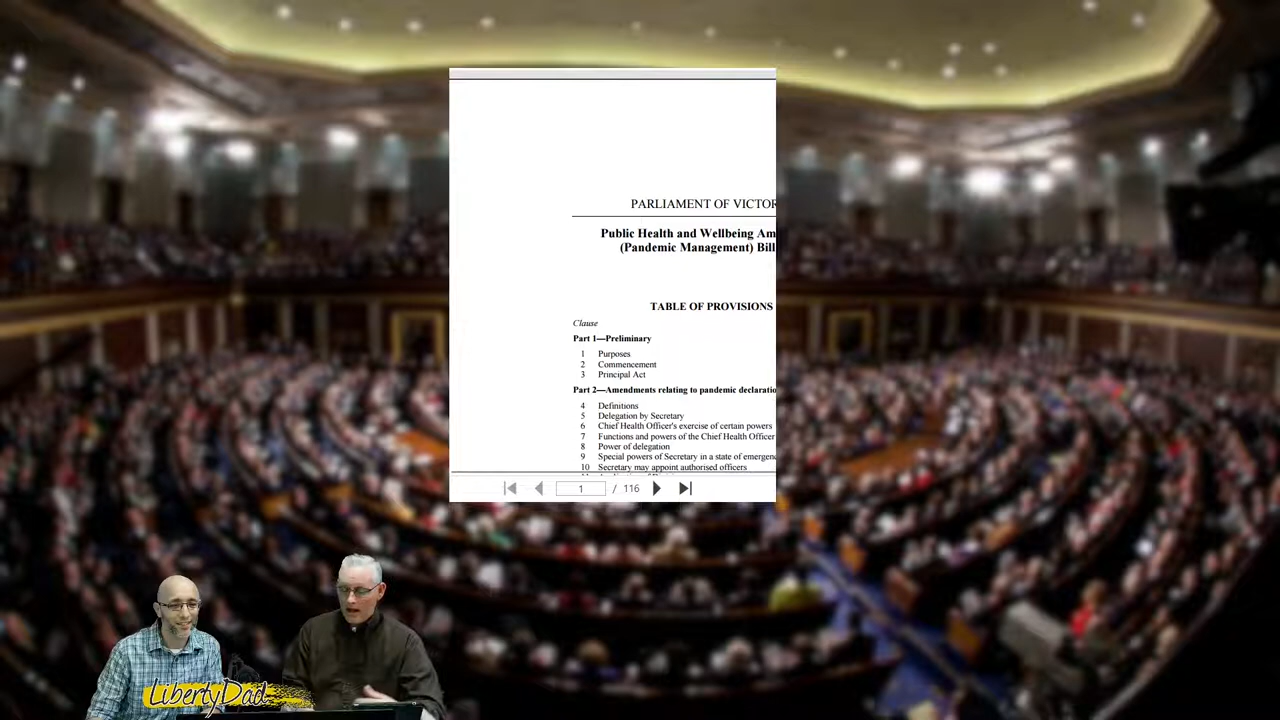 PARLIAMENT OF VICTOR
Public Health and Wellbeing Am
(Pandemic Management) Bill
TABLE OF PROVISIONS
Clause
Part 1—Preliminary
1 Purposes
2 Commencement
3 Principal Act
Part 2—Amendments relating to pandemic declaratio
4 Definitions
5 Delegation by Secretary
6 Chief Health Officer's exercise of certain powers
7 Functions and powers of the Chief Health Officer
8 Power of delegation
9 Special powers of Secretary in a state of emergenc
10 Secretary may appoint authorised officers
1 / 116
LibertyDad